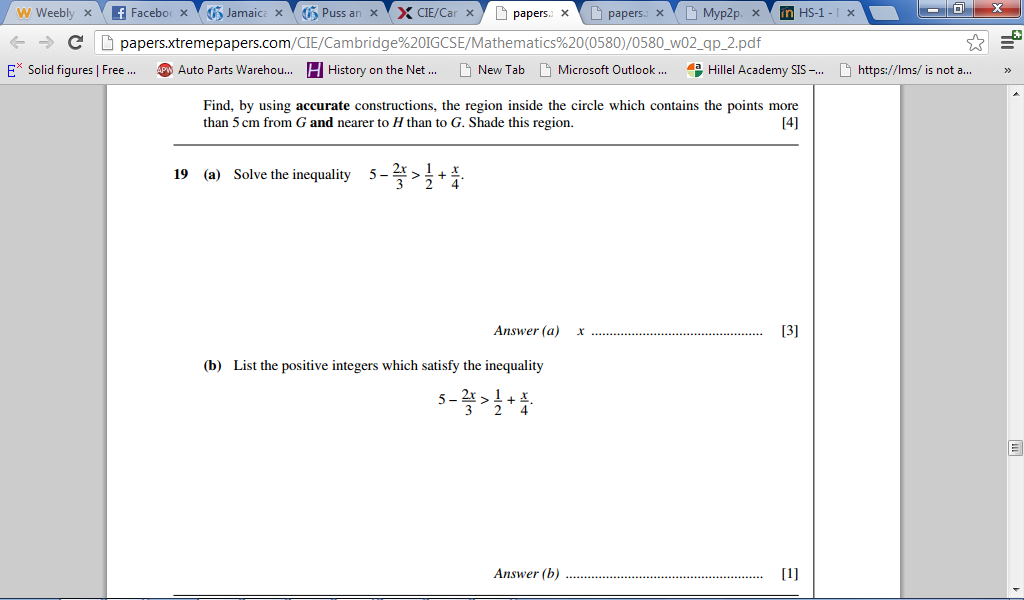 Weebly
Faceboo
Jamaica
Puss an
CIE/Car
papers.
papers.
Myp2p.
HS-1 -
papers.xtremepapers.com/CIE/Cambridge%20IGCSE/Mathematics%20(0580)/0580_w02_qp_2.pdf
Solid figures | Free ...
Auto Parts Warehou...
History on the Net ...
New Tab
Microsoft Outlook ...
Hillel Academy SIS –...
https://lms/ is not a...
»
Find, by using accurate constructions, the region inside the circle which contains the points more
than 5 cm from G and nearer to H than to G. Shade this region. [4]
19 (a) Solve the inequality 5 – 2x/3 > 1/2 + x/4.
Answer (a) x .............................................. [3]
(b) List the positive integers which satisfy the inequality
5 – 2x/3 > 1/2 + x/4.
Answer (b) ..................................................... [1]